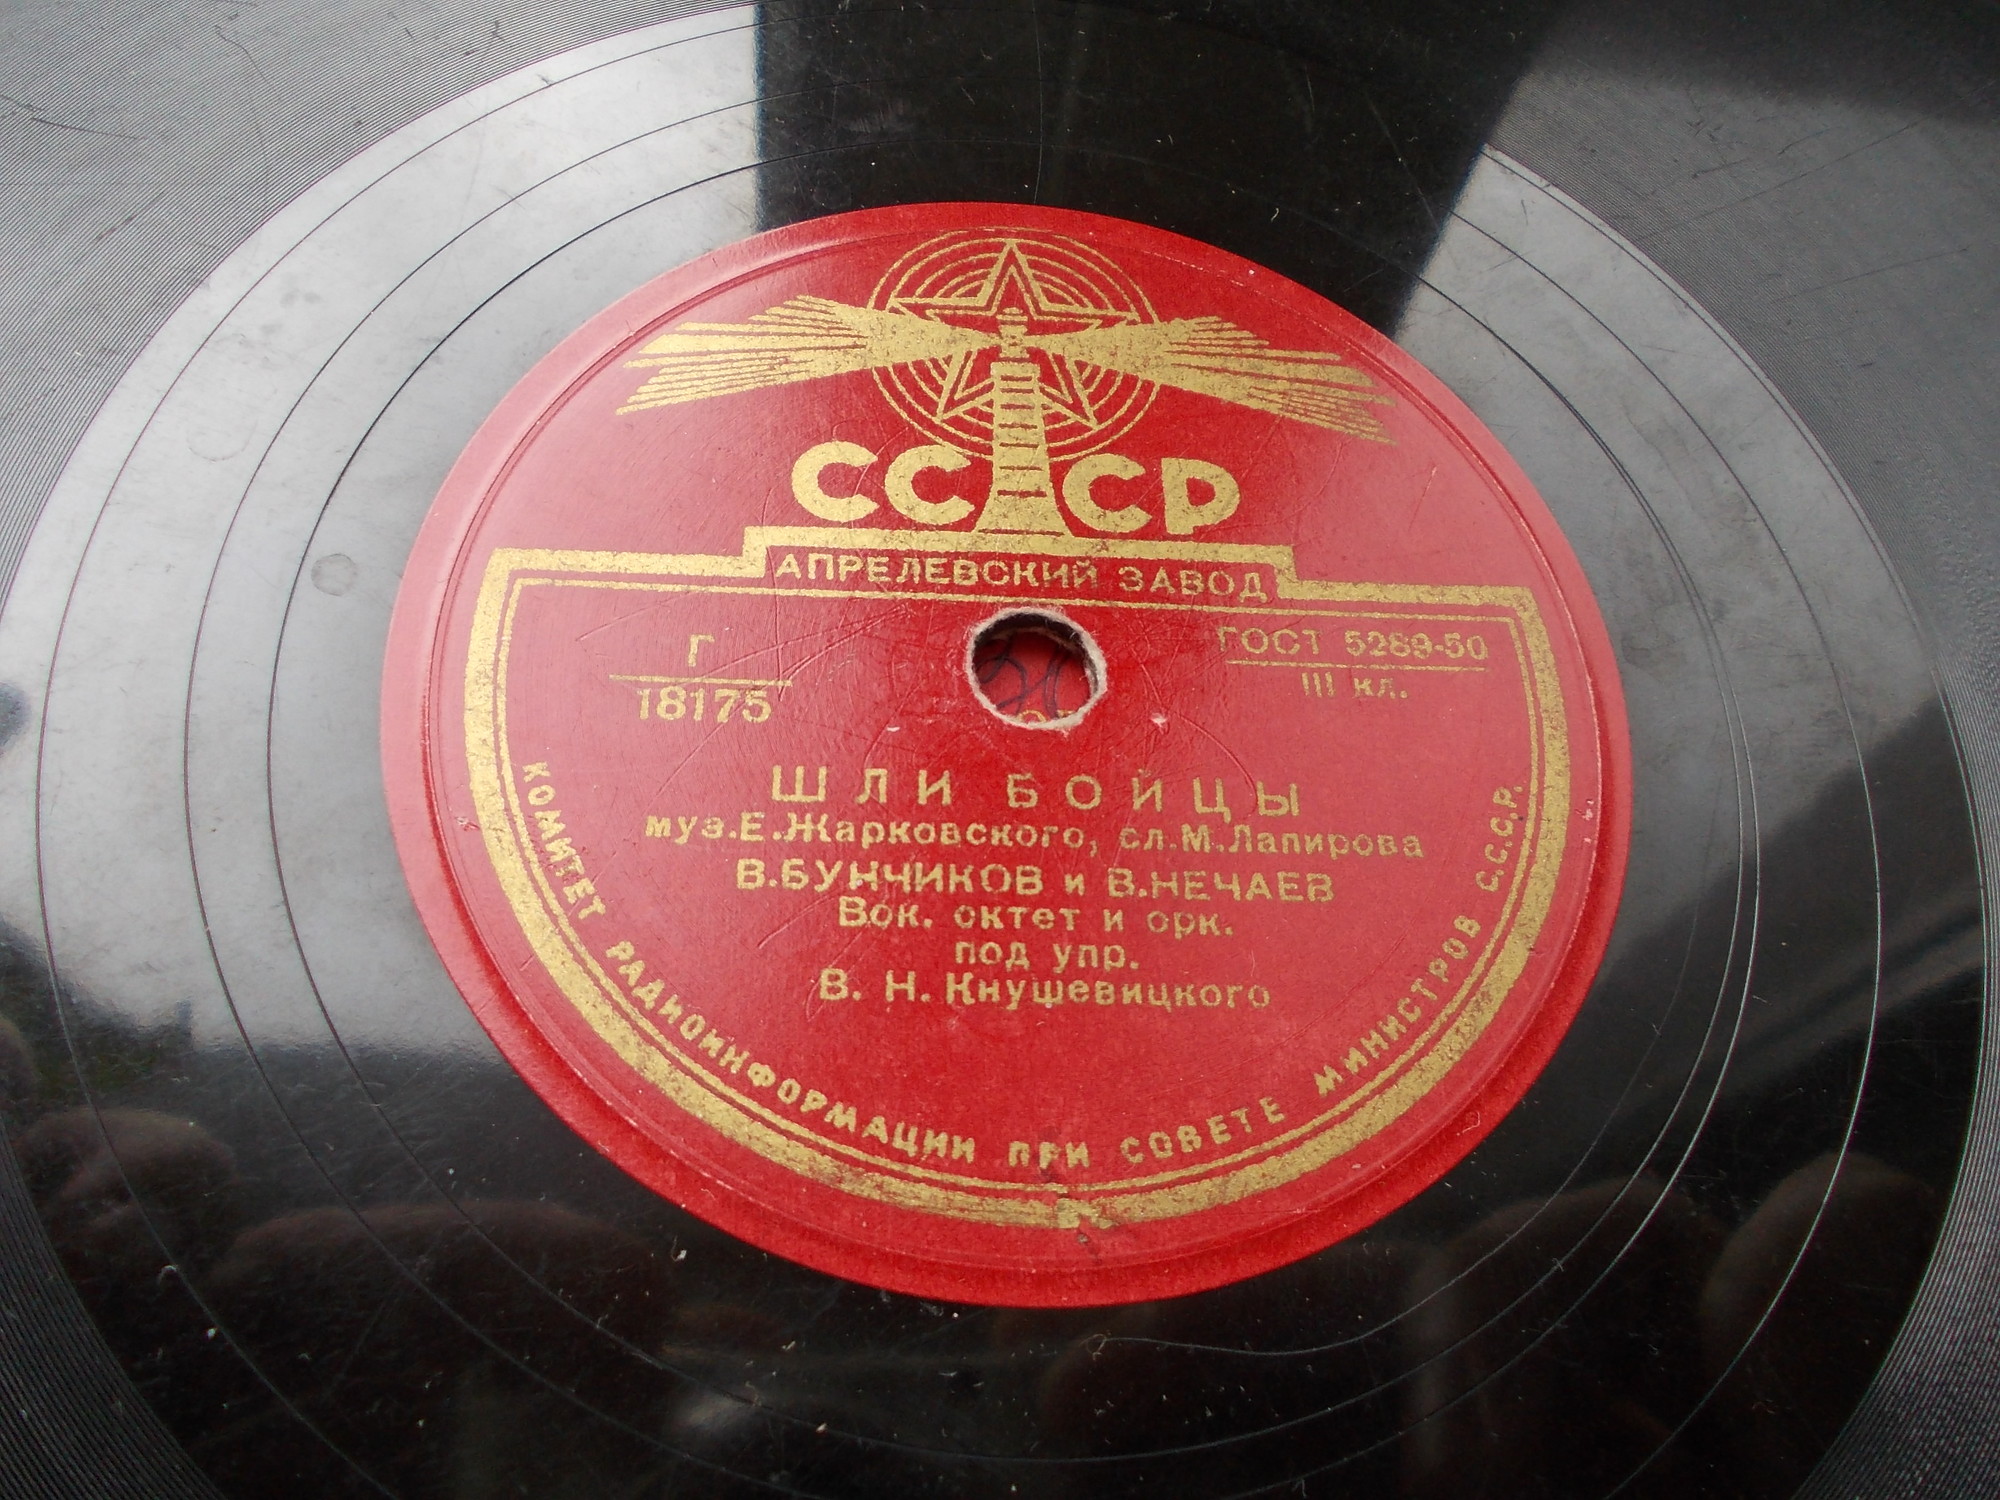 СССР
АПРЕЛЕВСКИЙ ЗАВОД
Г
18175
ГОСТ 5289-50
III кл.
ШЛИ БОЙЦЫ
муз.Е.Жарковского, сл.М.Лапирова
В.БУНЧИКОВ и В.НЕЧАЕВ
Вок. октет и орк.
под упр.
В. Н. Кнушевицкого
КОМИТЕТ РАДИОИНФОРМАЦИИ ПРИ СОВЕТЕ МИНИСТРОВ С.С.С.Р.